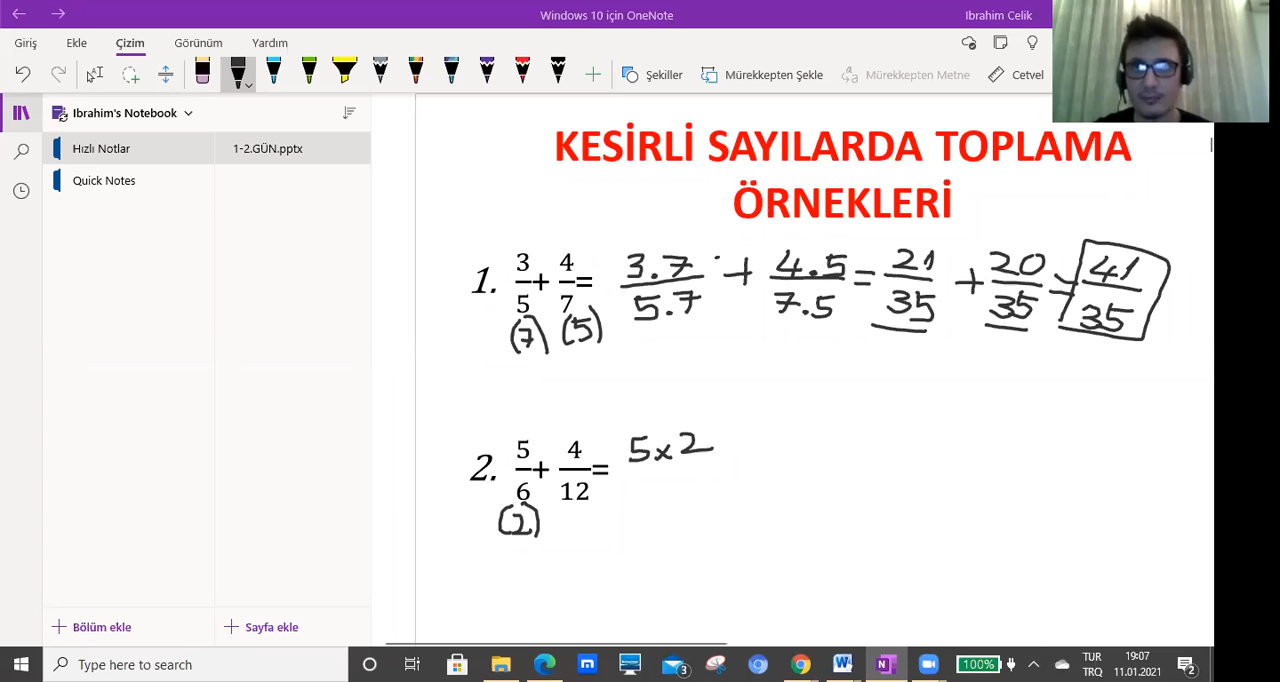 Windows 10 için OneNote
Ibrahim Celik
Giriş Ekle Çizim Görünüm Yardım
Şekiller Mürekkepten Şekle Mürekkepten Metne Cetvel
Ibrahim's Notebook
Hızlı Notlar
Quick Notes
1-2.GÜN.pptx
KESİRLİ SAYILARDA TOPLAMA
ÖRNEKLERİ
1. 3/5 + 4/7 = 3.7/5.7 + 4.5/7.5 = 21/35 + 20/35 = 41/35
(7) (5)
2. 5/6 + 4/12 = 5x2
(2)
Bölüm ekle
Sayfa ekle
Type here to search
3
100%
TUR
TRQ
19:07
11.01.2021
2